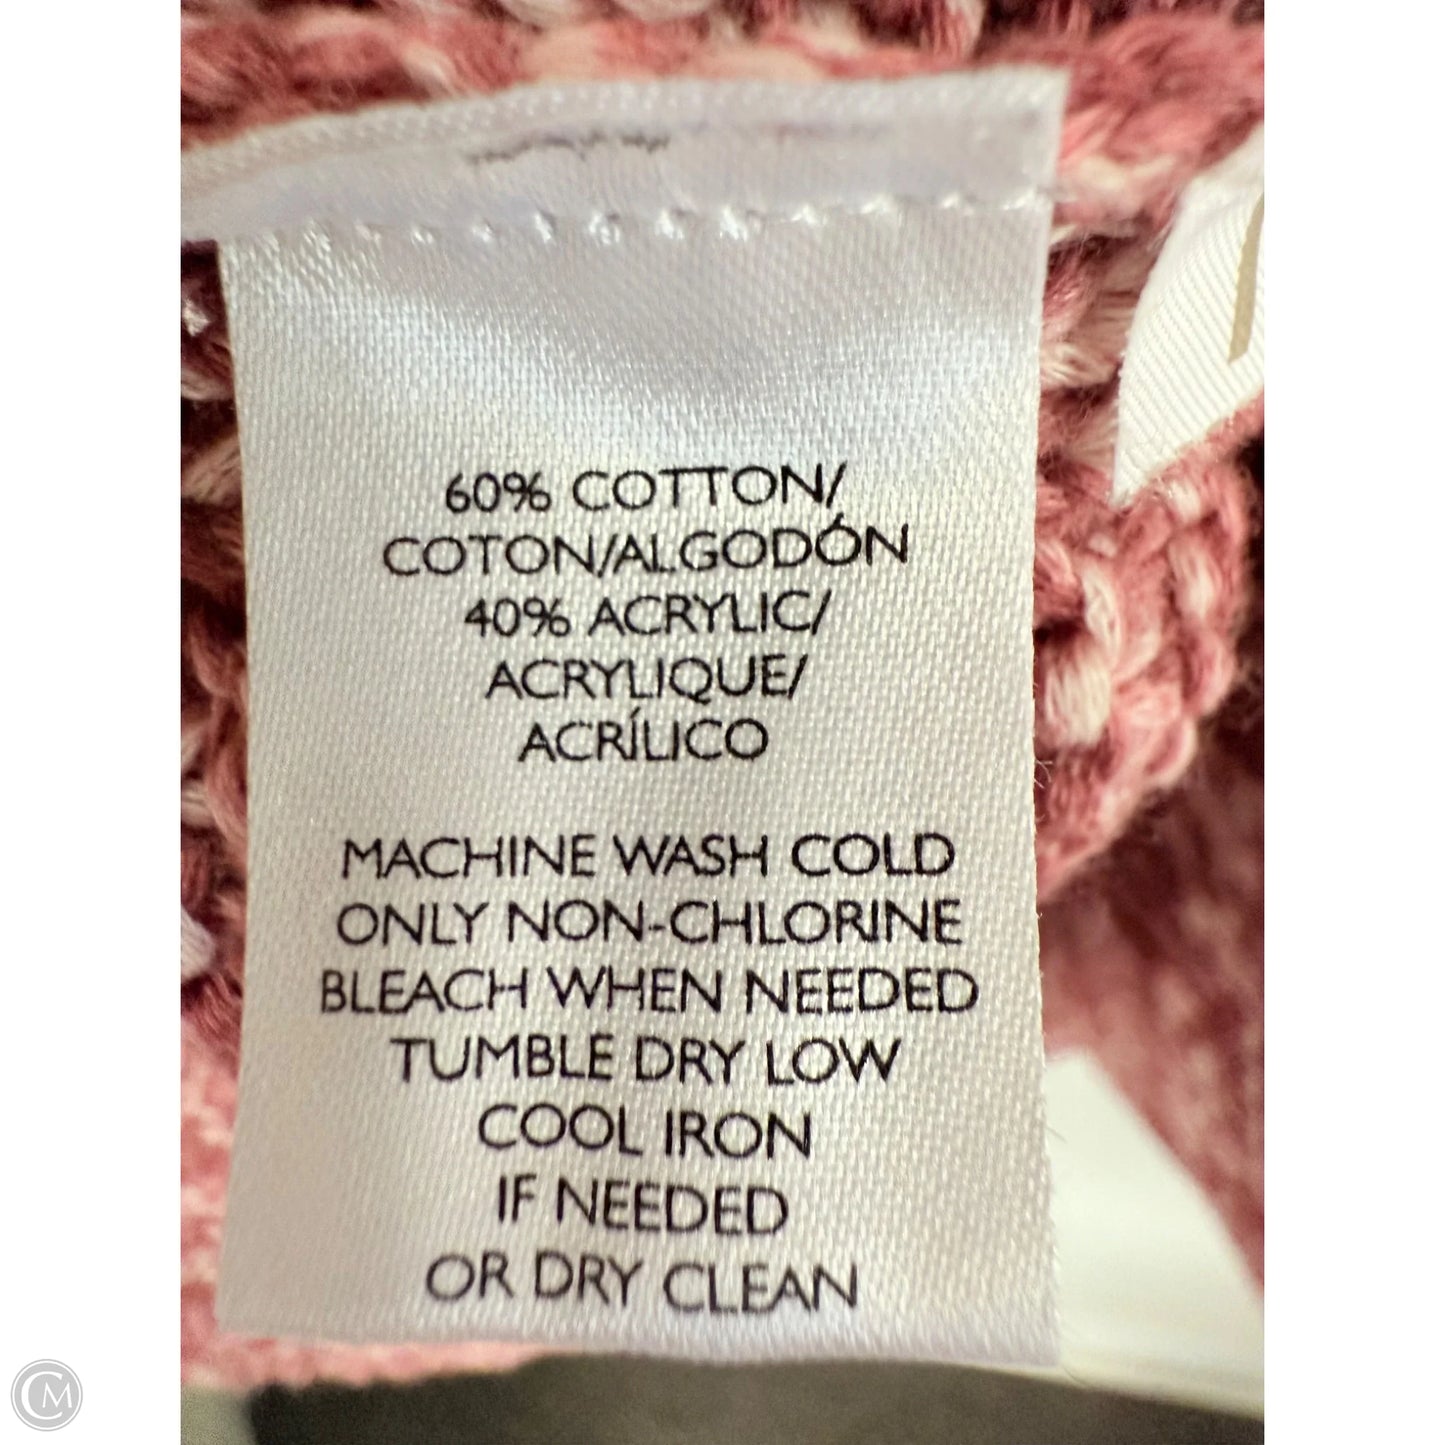 60% COTTON/
COTON/ALGODÓN
40% ACRYLIC/
ACRYLIQUE/
ACRÍLICO
MACHINE WASH COLD
ONLY NON-CHLORINE
BLEACH WHEN NEEDED
TUMBLE DRY LOW
COOL IRON
IF NEEDED
OR DRY CLEAN
CM